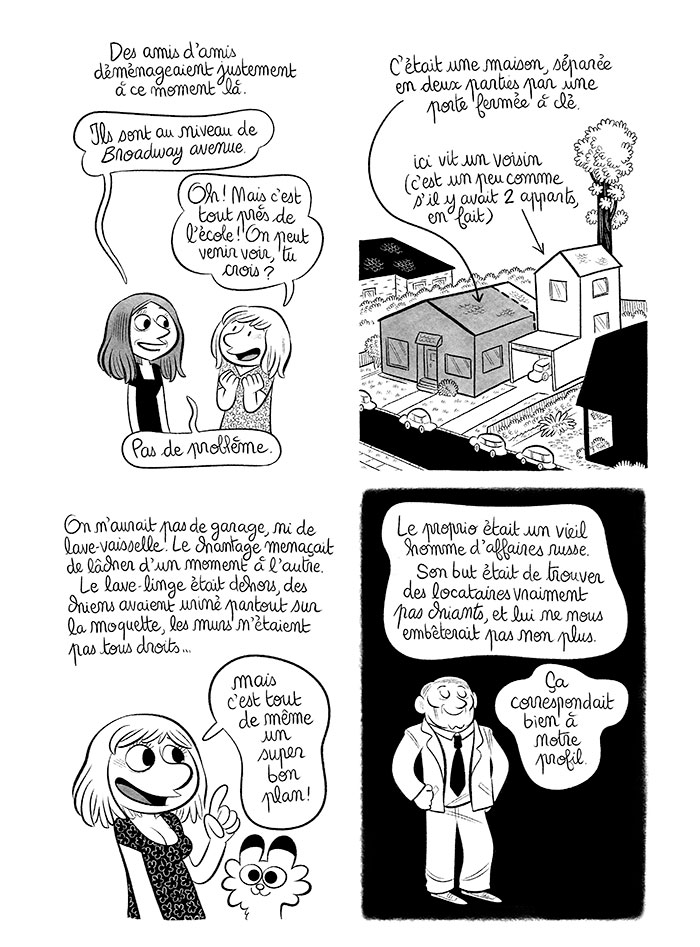 Des amis d'amis
déménageaient justement
à ce moment là.
Ils sont au niveau de
Broadway avenue.
Oh! Mais c'est
tout près de
l'école! On peut
venir voir, tu
crois?
Pas de problème.
C'était une maison, séparée
en deux parties par une
porte fermée à clé.
ici vit un voisin
(c'est un peu comme
s'il y avait 2 apparts,
en fait)
On n'aurait pas de garage, ni de
lave-vaisselle. Le chantage menaçait
de lâcher d'un moment à l'autre.
Le lave-linge était dehors, des
chiens avaient uriné partout sur
la moquette, les murs n'étaient
pas tous droits...
mais
c'est tout
de même
un
super
bon
plan!
Le proprio était un vieil
homme d'affaires russe.
Son but était de trouver
des locataires vraiment
pas chiants, et lui ne nous
embêterait pas non plus.
Ça
correspondait
bien à
notre
profil.